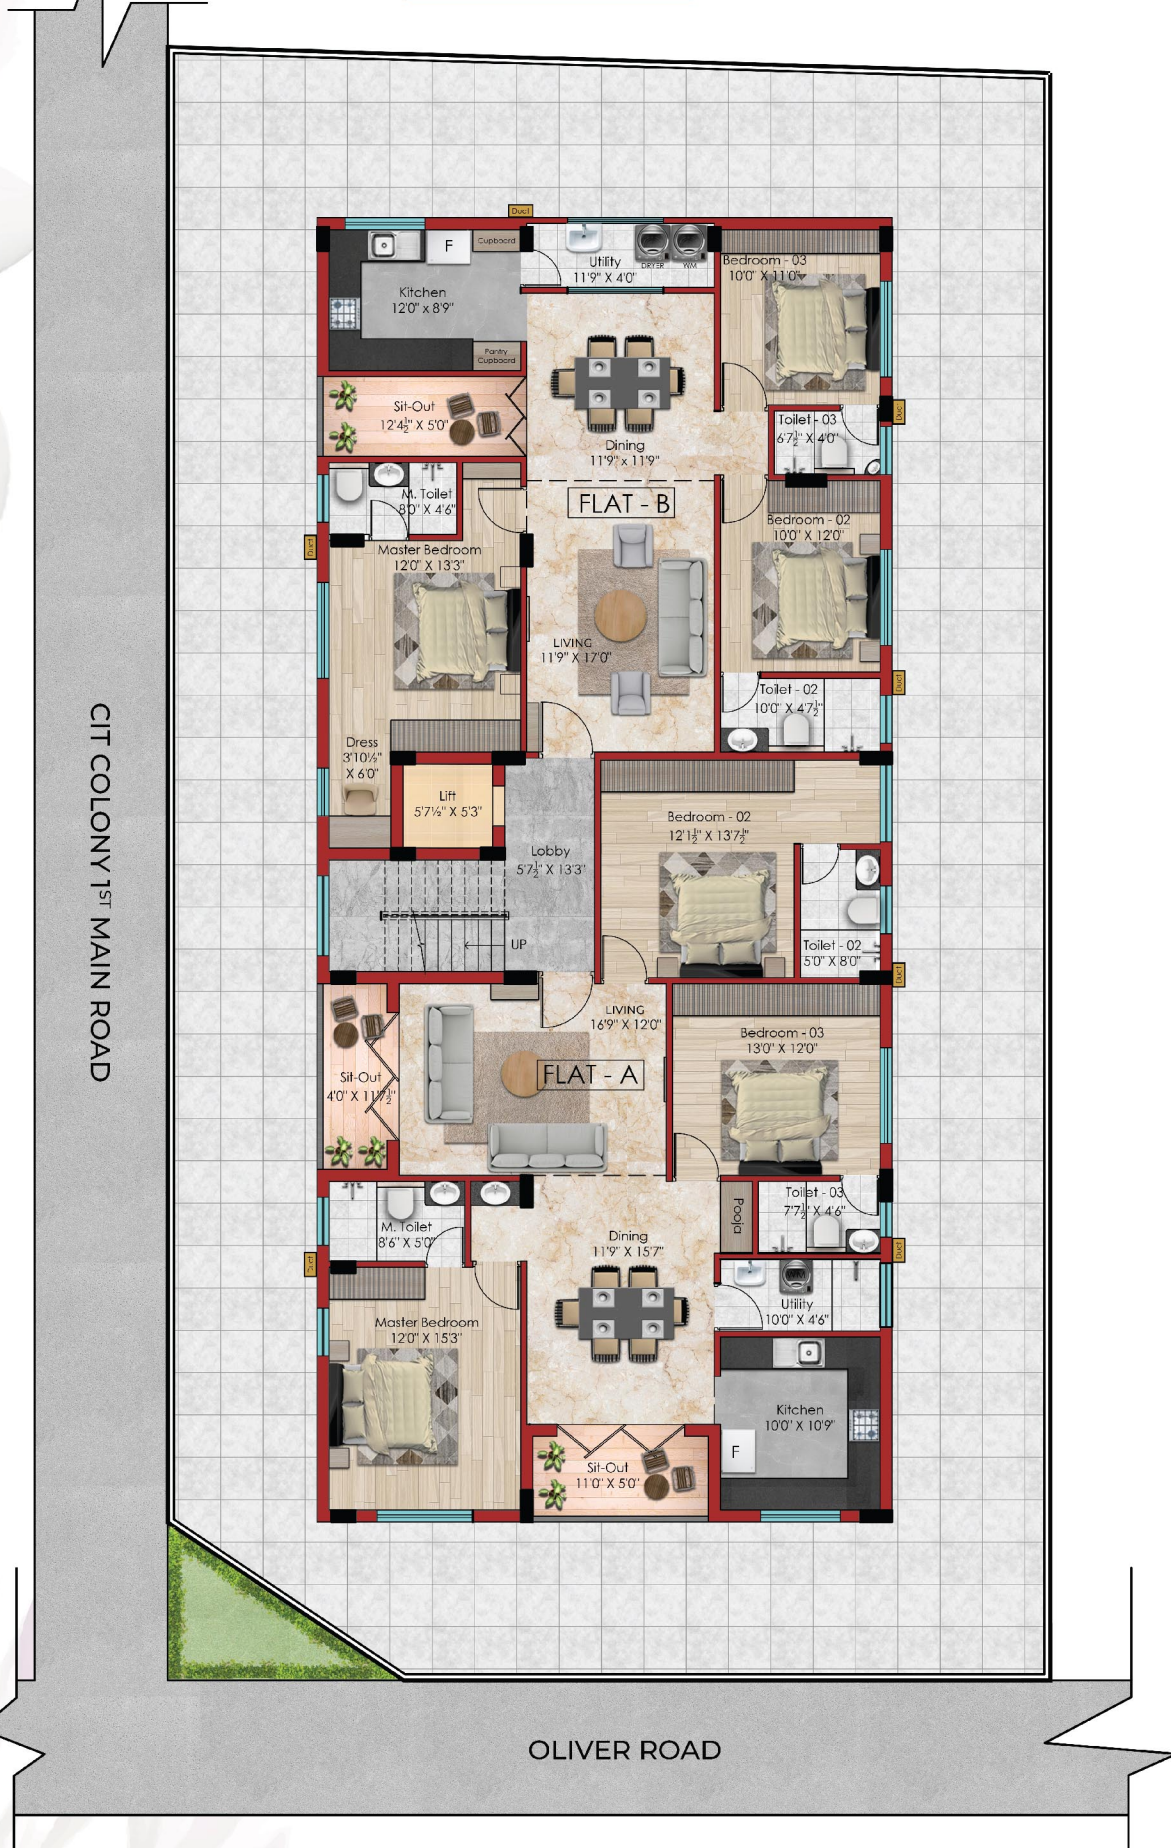 Duct
F
Cupboard
Utility
11'9" X 4'0"
DRYER
WM
Bedroom - 03
10'0" X 11'0"
Kitchen
12'0" x 8'9"
Pantry
Cupboard
Sit-Out
12'4½" X 5'0"
Dining
11'9" x 11'9"
Toilet - 03
6'7½" X 4'0"
Duct
FLAT - B
M. Toilet
8'0" X 4'6"
Bedroom - 02
10'0" X 12'0"
Duct
Master Bedroom
12'0" X 13'3"
LIVING
11'9" X 17'0"
Toilet - 02
10'0" X 4'7½"
Duct
Dress
3'10½"
X 6'0"
Lift
5'7½" X 5'3"
Lobby
5'7½" X 13'3"
Bedroom - 02
12'1½" X 13'7½"
UP
Toilet - 02
5'0" X 8'0"
Duct
LIVING
16'9" X 12'0"
Bedroom - 03
13'0" X 12'0"
FLAT - A
Sit-Out
4'0" X 11'7½"
M. Toilet
8'6" X 5'0"
Pooja
Toilet - 03
7'7½" X 4'6"
Dining
11'9" X 15'7"
Duct
Duct
WM
Utility
10'0" X 4'6"
Master Bedroom
12'0" X 15'3"
Kitchen
10'0" X 10'9"
F
Sit-Out
11'0" X 5'0"
CIT COLONY 1ST MAIN ROAD
OLIVER ROAD